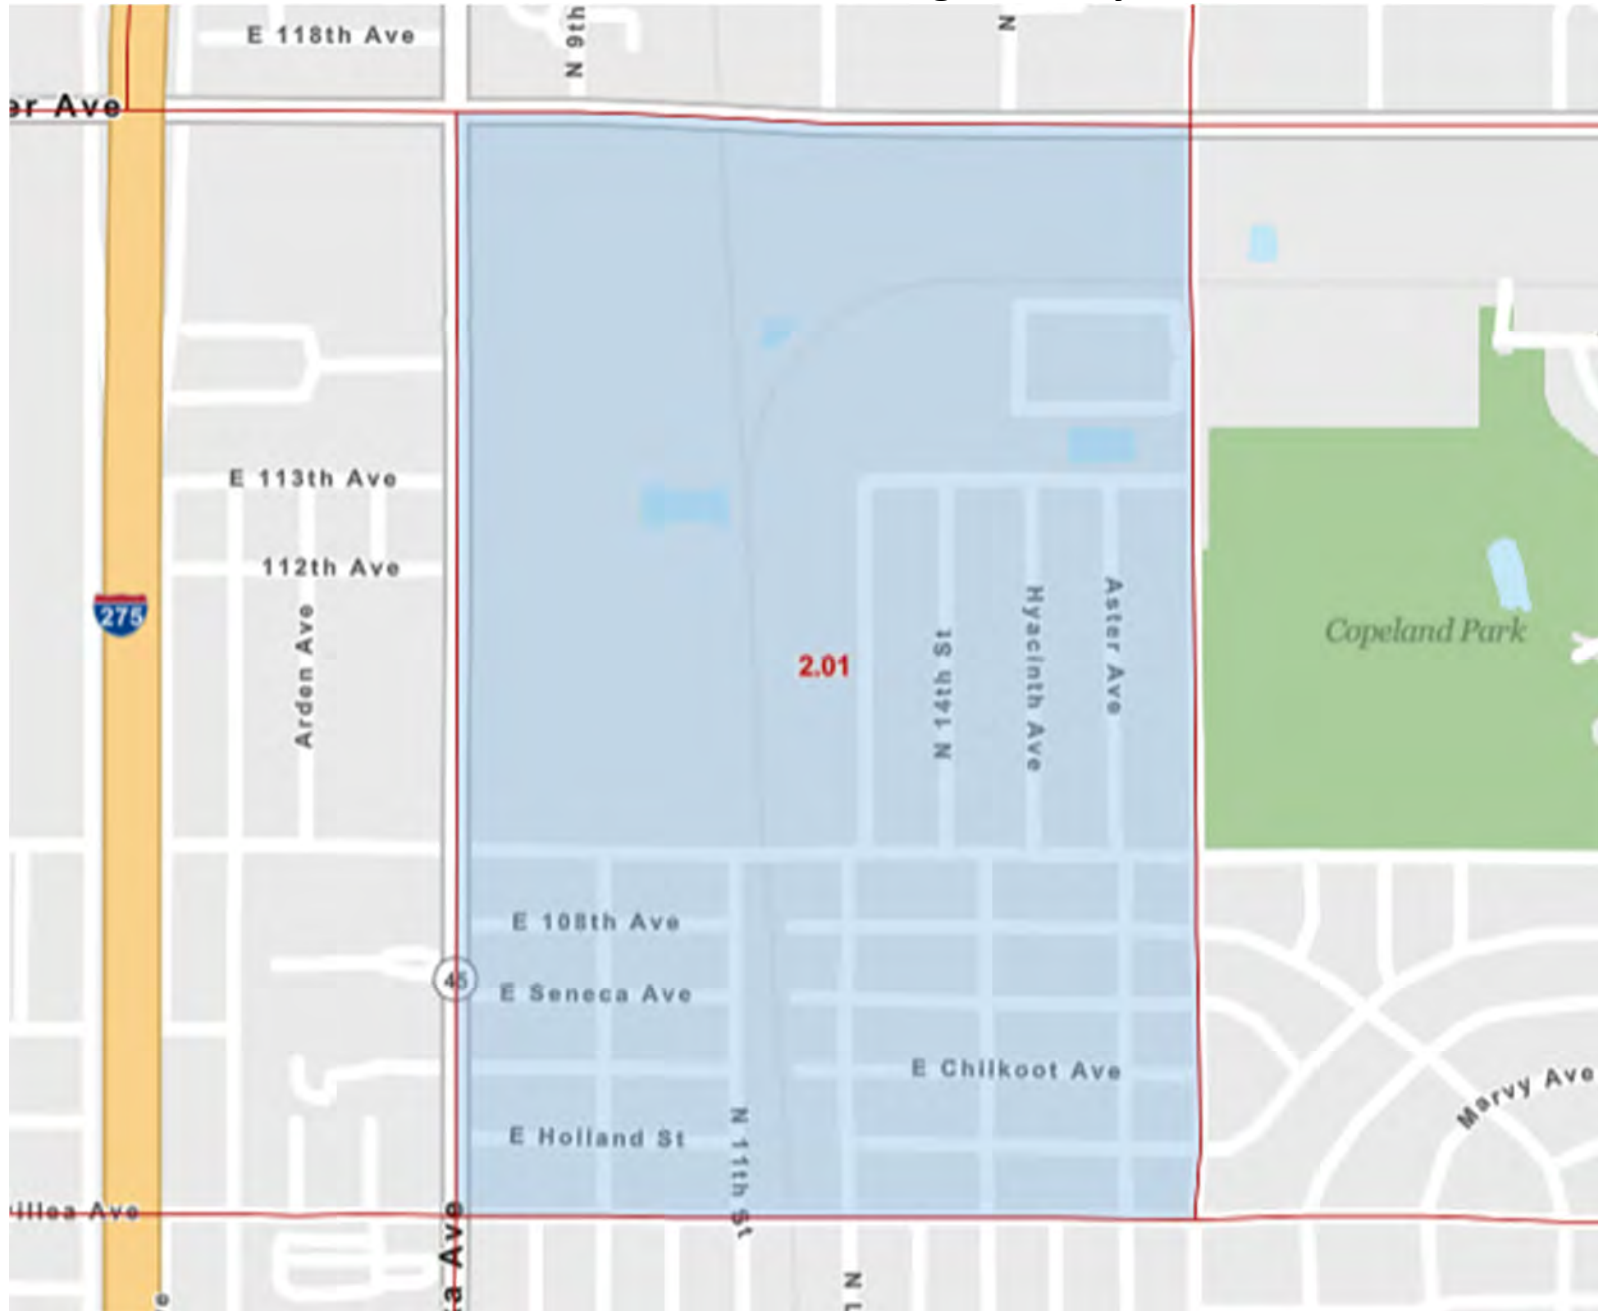 E 118th Ave
N 9th
N
er Ave
E 113th Ave
112th Ave
275
Arden Ave
2.01
N 14th St
Hyacinth Ave
Aster Ave
Copeland Park
E 108th Ave
45
E Seneca Ave
E Chilkoot Ave
Marvy Ave
E Holland St
N 11th St
illea Ave
a Ave
N